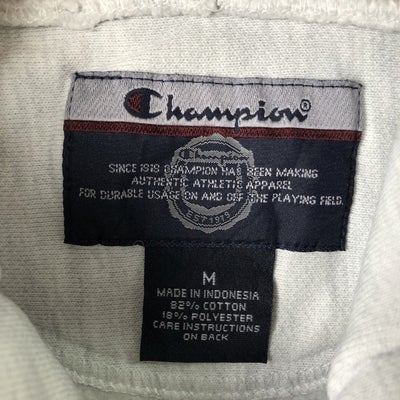 Champion®
SINCE 1919 CHAMPION HAS BEEN MAKING
AUTHENTIC ATHLETIC APPAREL
FOR DURABLE USAGE ON AND OFF THE PLAYING FIELD.
Champion
EST 1919
M
MADE IN INDONESIA
82% COTTON
18% POLYESTER
CARE INSTRUCTIONS
ON BACK